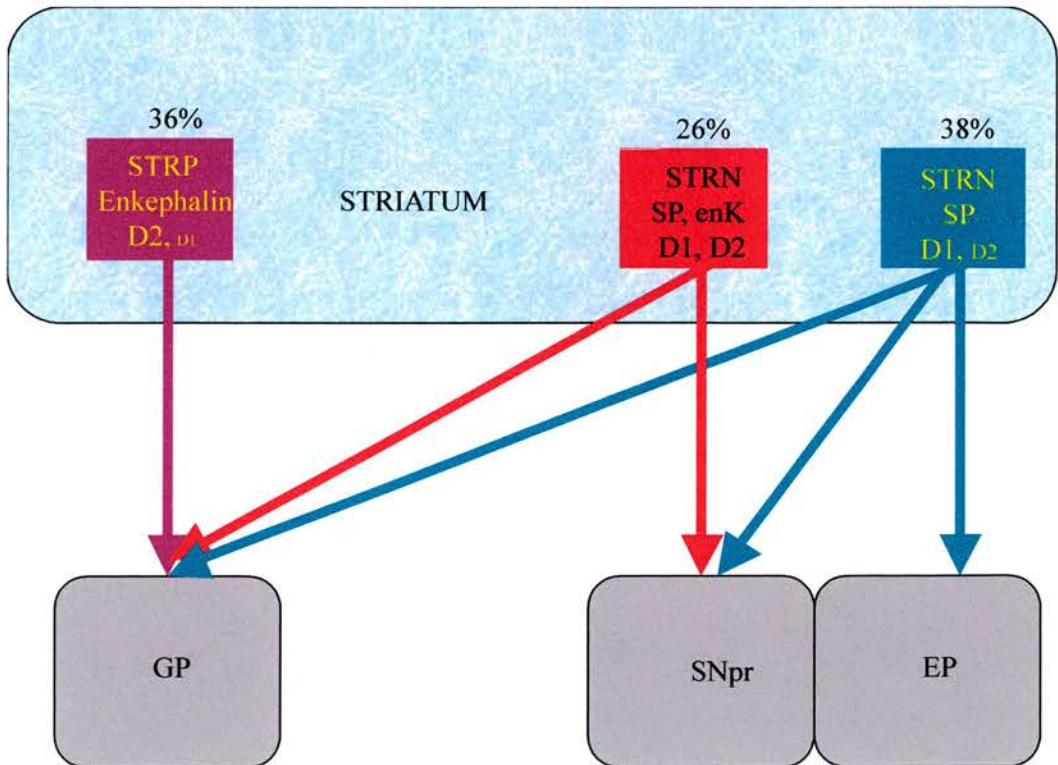 36%
STRP
Enkephalin
D2, D1
STRIATUM
26%
STRN
SP, enK
D1, D2
38%
STRN
SP
D1, D2
GP
SNpr
EP